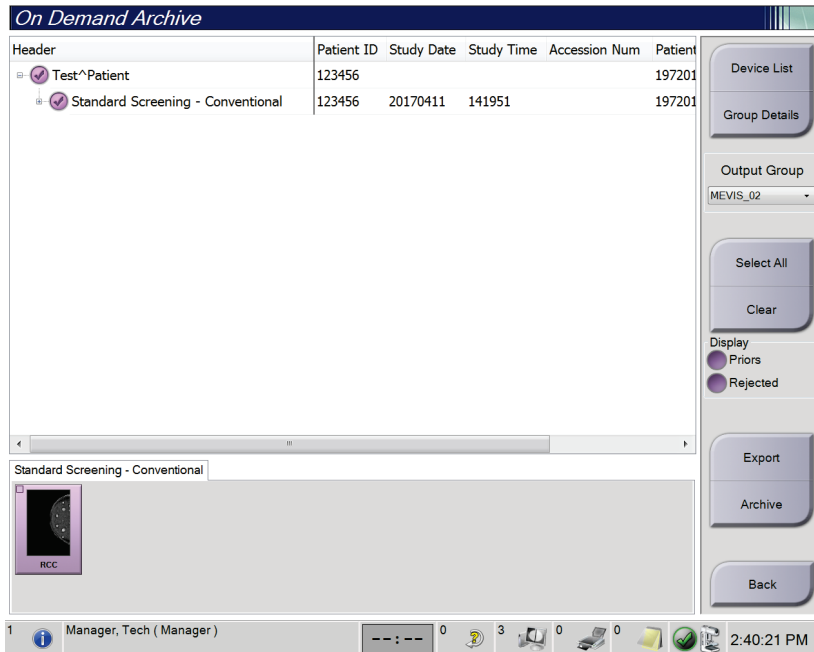 On Demand Archive
Header Patient ID Study Date Study Time Accession Num Patient
Test^Patient 123456 197201
Standard Screening - Conventional 123456 20170411 141951 197201
Device List
Group Details
Output Group
MEVIS_02
Select All
Clear
Display
Priors
Rejected
Export
Archive
Back
Standard Screening - Conventional
RCC
1 Manager, Tech ( Manager ) --:-- 0 3 0 0 2:40:21 PM